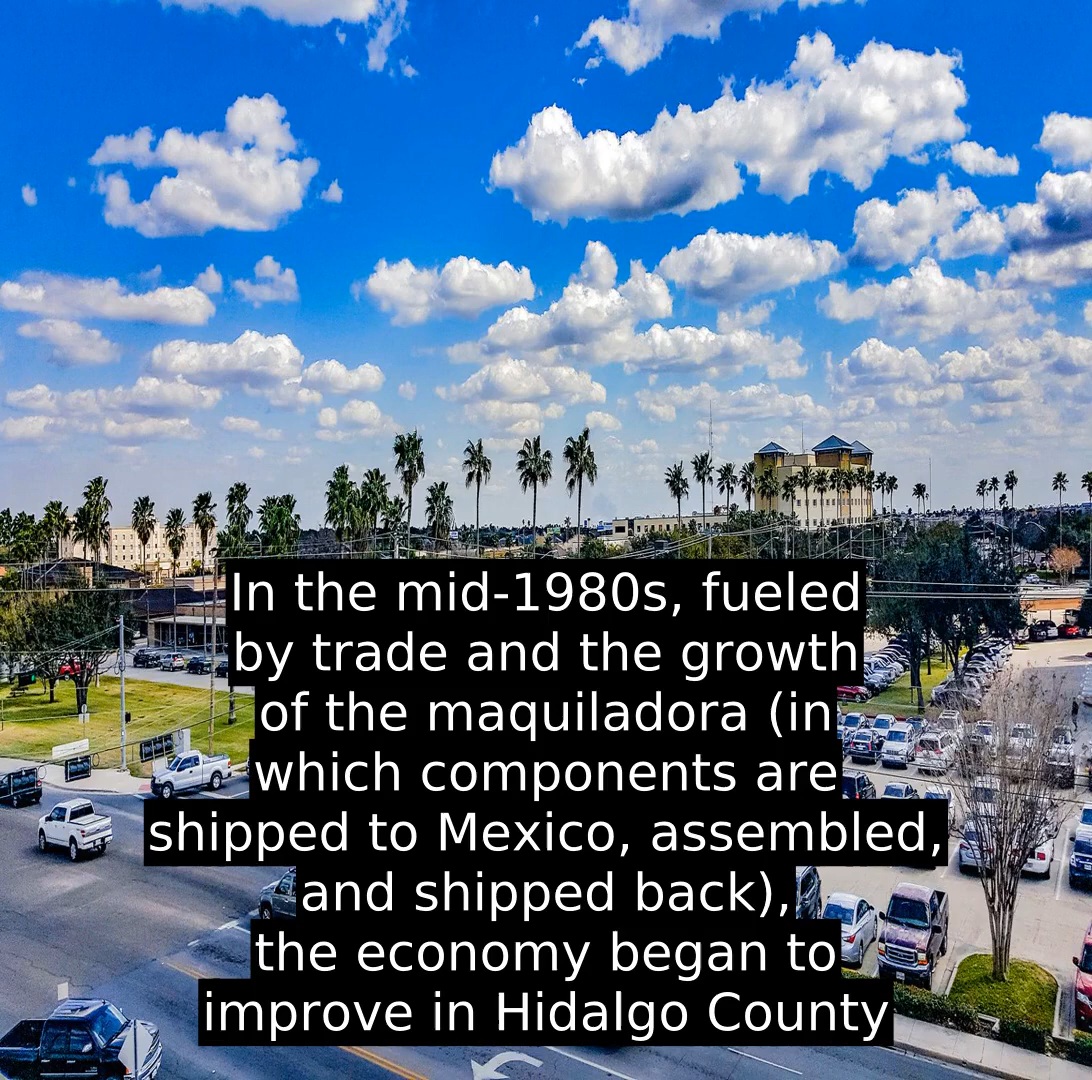 In the mid-1980s, fueled
by trade and the growth
of the maquiladora (in
which components are
shipped to Mexico, assembled,
and shipped back),
the economy began to
improve in Hidalgo County